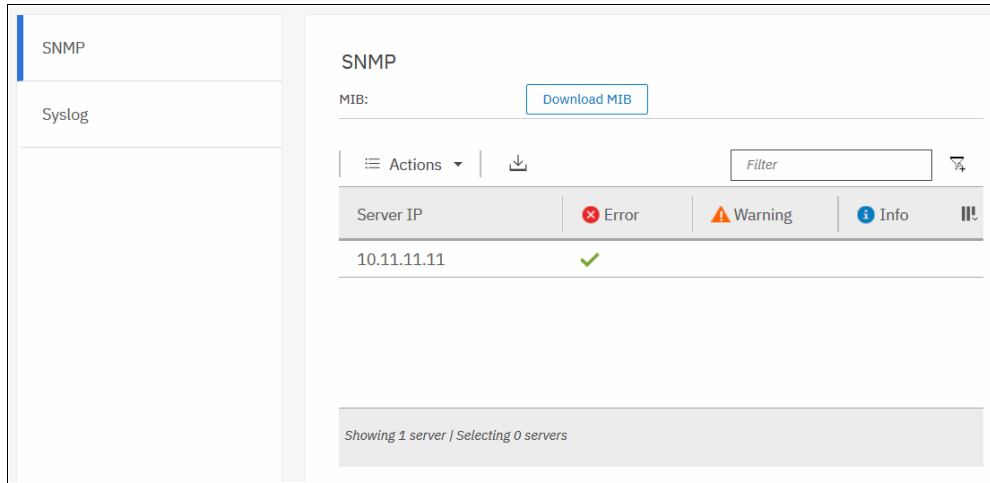 SNMP
Syslog
SNMP
MIB: Download MIB
Actions Filter
Server IP Error Warning Info
10.11.11.11
Showing 1 server | Selecting 0 servers